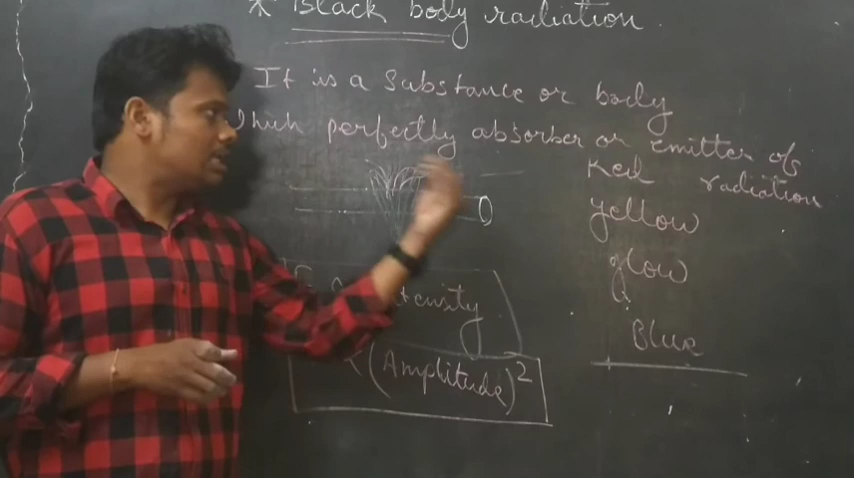 * Black body radiation.
It is a substance or body
which perfectly absorber or emitter of
radiation
Red
yellow
glow
Blue
(Amplitude)²